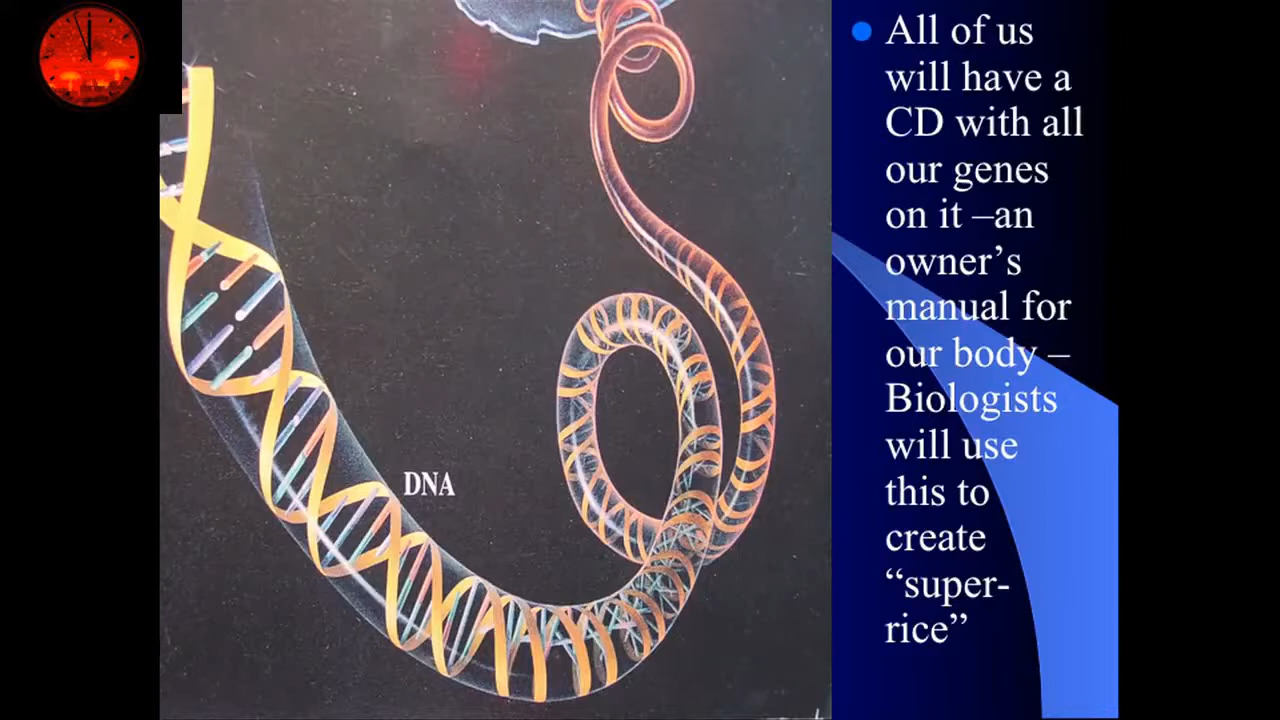 All of us
will have a
CD with all
our genes
on it –an
owner’s
manual for
our body –
Biologists
will use
this to
create
“super-
rice”
DNA